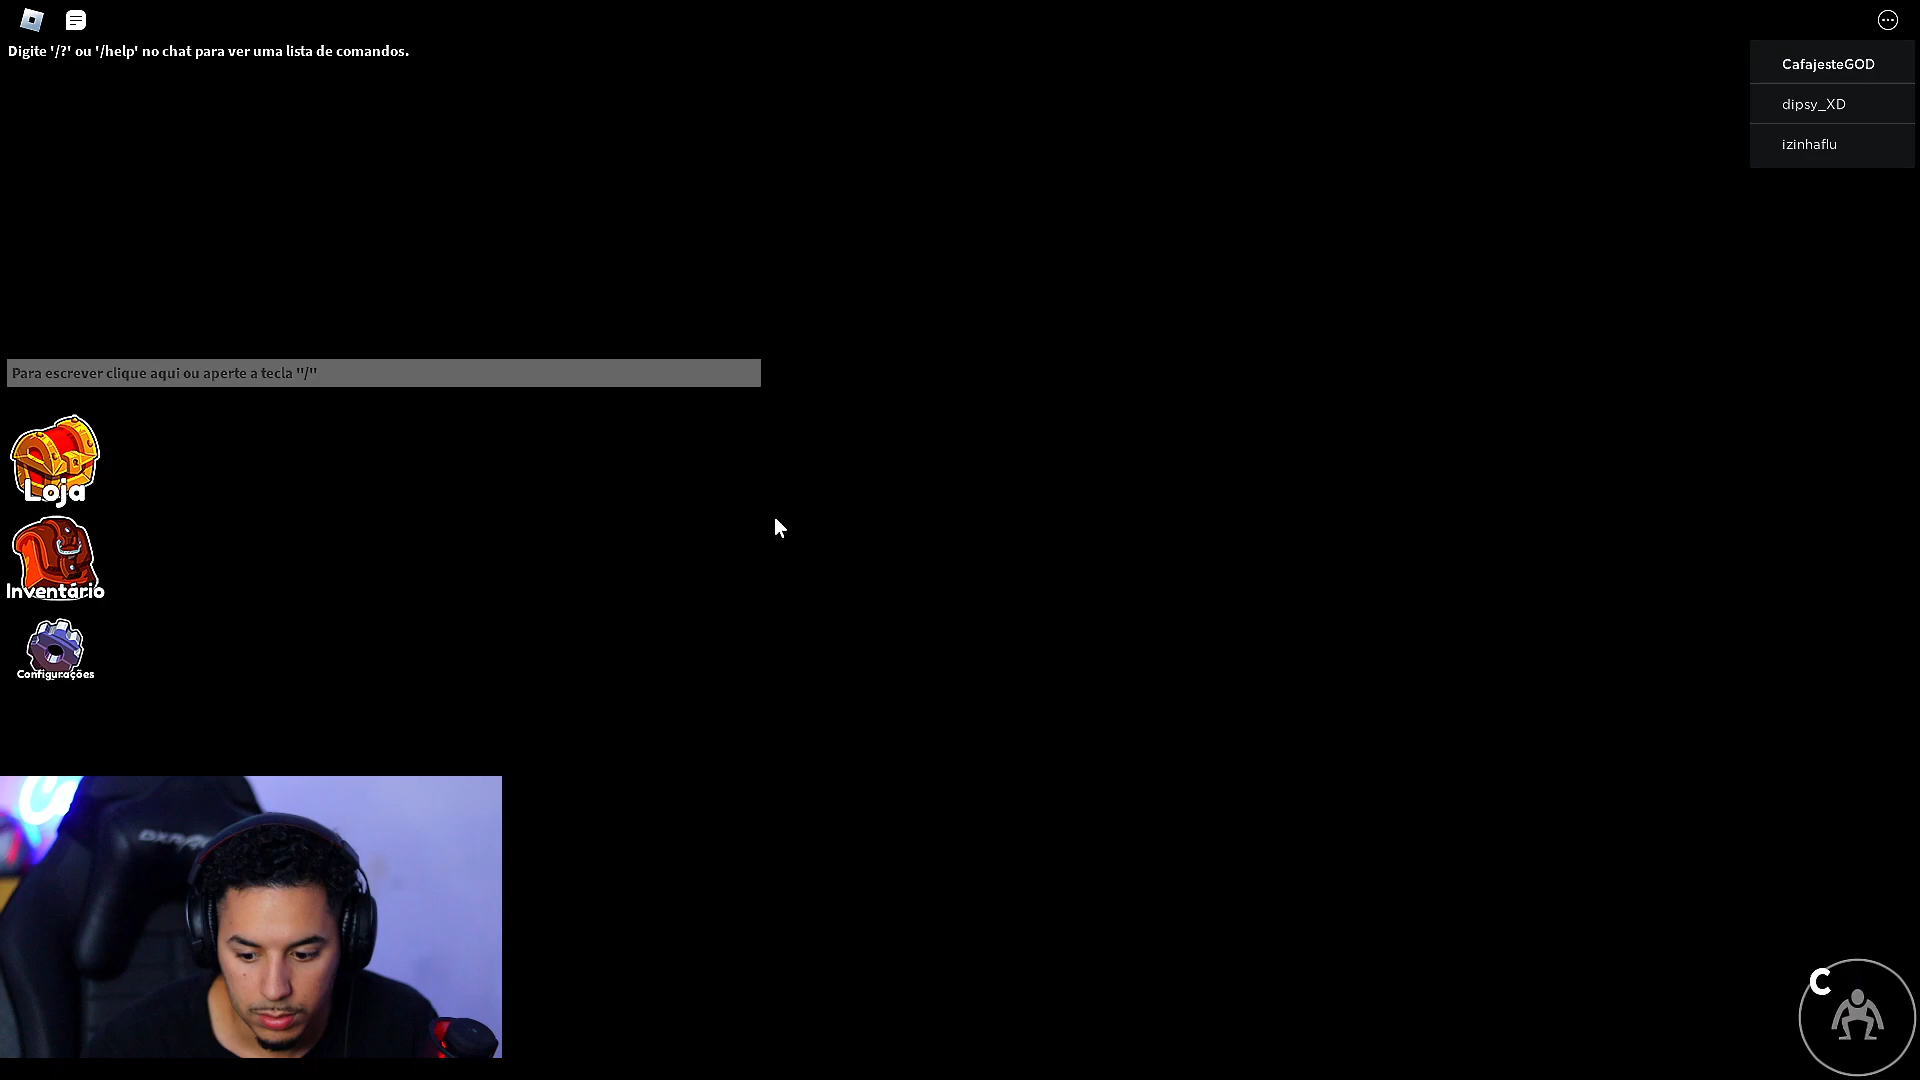 Digite '/?' ou '/help' no chat para ver uma lista de comandos.
CafajesteGOD
dipsy_XD
izinhaflu
Para escrever clique aqui ou aperte a tecla "/"
Loja
Inventário
Configurações
C